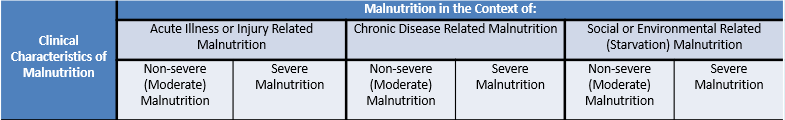 Malnutrition in the Context of:
Clinical
Characteristics of
Malnutrition
Acute Illness or Injury Related
Malnutrition
Chronic Disease Related Malnutrition
Social or Environmental Related
(Starvation) Malnutrition
Non-severe
(Moderate)
Malnutrition
Severe
Malnutrition
Non-severe
(Moderate)
Malnutrition
Severe
Malnutrition
Non-severe
(Moderate)
Malnutrition
Severe
Malnutrition